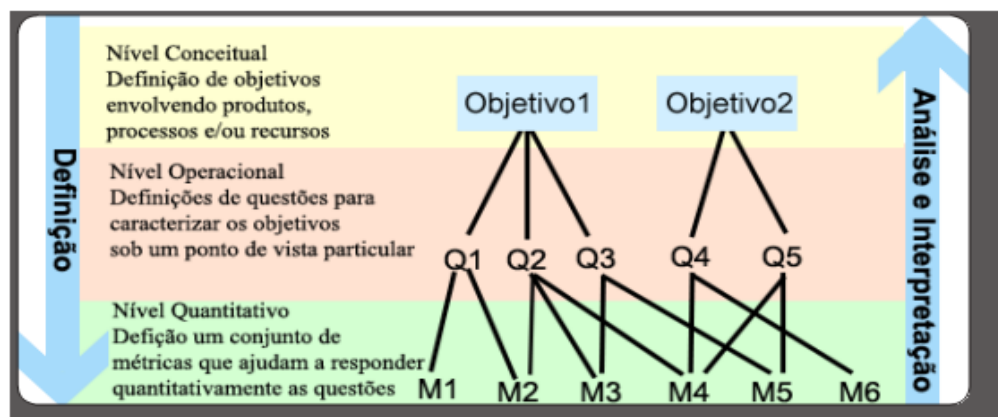 Nível Conceitual
Definição de objetivos
envolvendo produtos,
processos e/ou recursos
Objetivo1
Objetivo2
Nível Operacional
Definições de questões para
caracterizar os objetivos
sob um ponto de vista particular
Q1
Q2
Q3
Q4
Q5
Nível Quantitativo
Defição um conjunto de
métricas que ajudam a responder
quantitativamente as questões
M1
M2
M3
M4
M5
M6
Definição
Análise e Interpretação